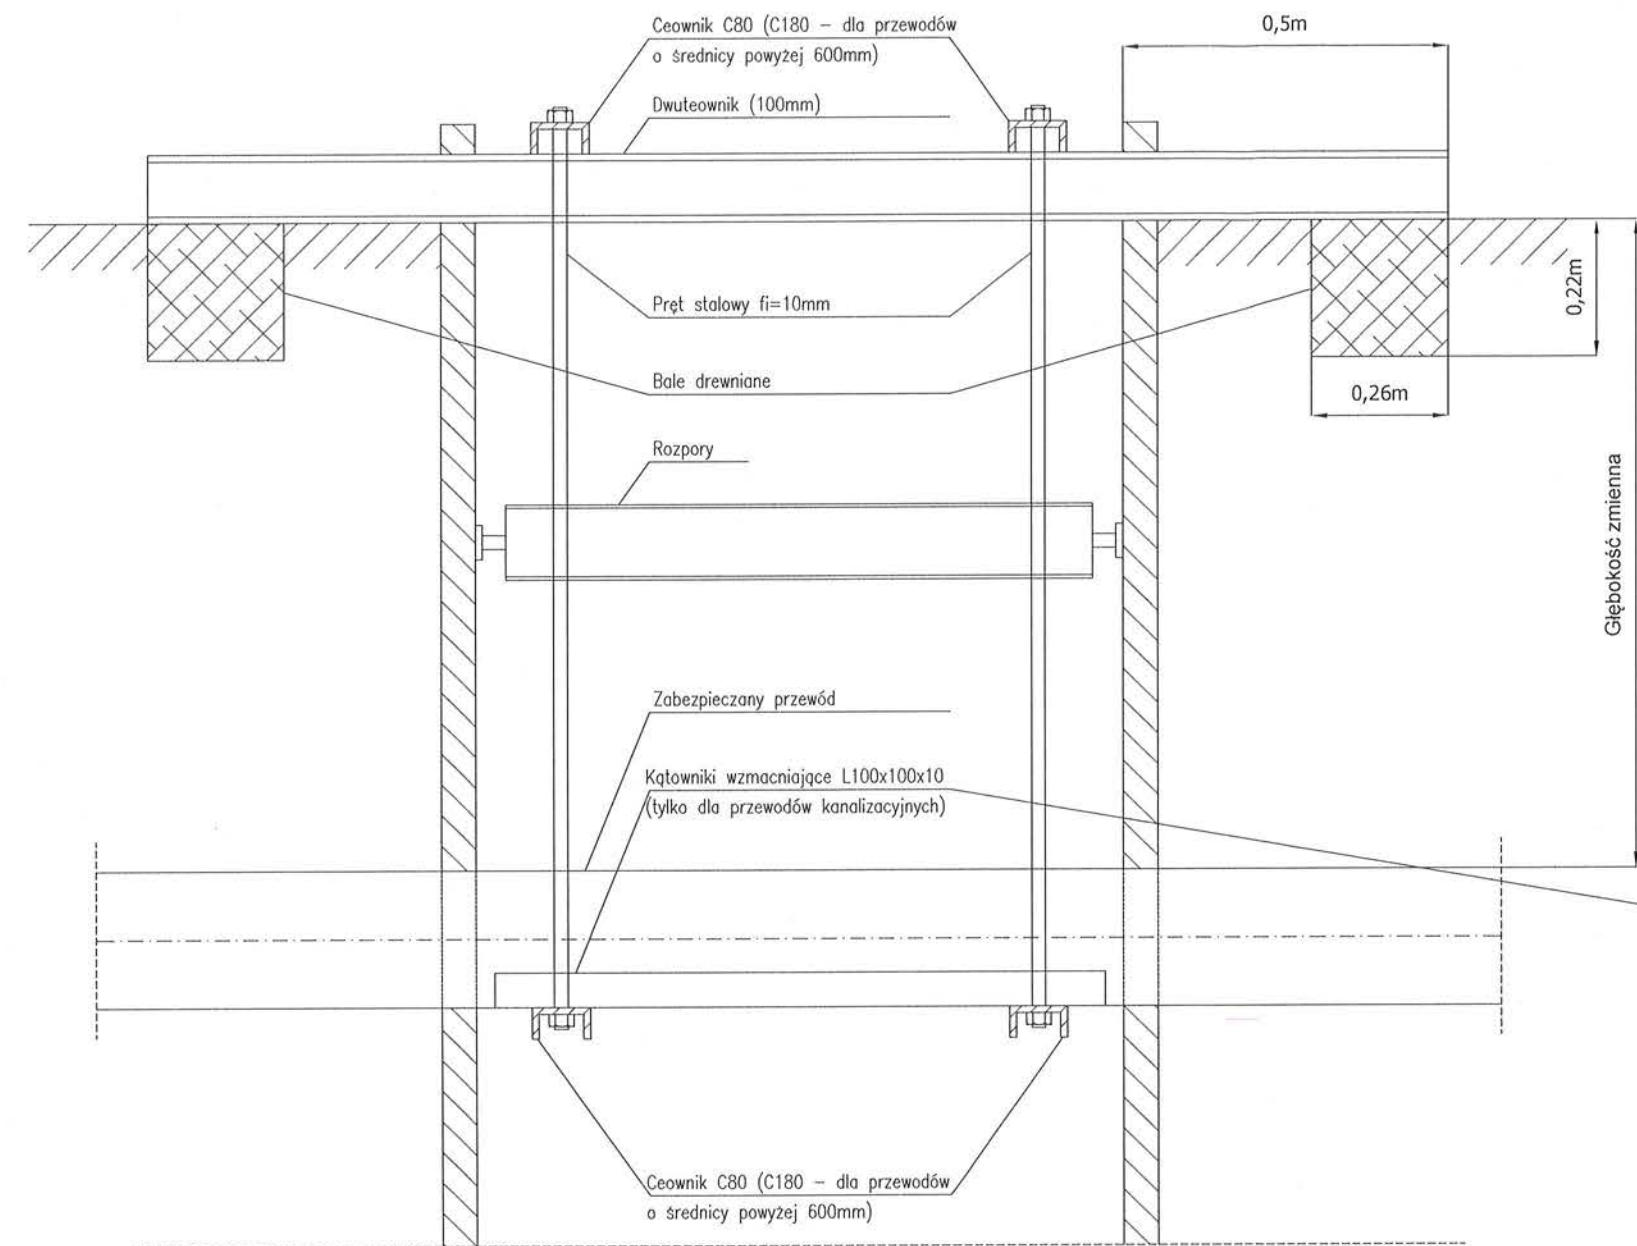 Ceownik C80 (C180 – dla przewodów
o średnicy powyżej 600mm)
0,5m
Dwuteownik (100mm)
Pręt stalowy fi=10mm
0,22m
Bale drewniane
0,26m
Rozpory
Głębokość zmienna
Zabezpieczany przewód
Kątowniki wzmacniające L100x100x10
(tylko dla przewodów kanalizacyjnych)
Ceownik C80 (C180 – dla przewodów
o średnicy powyżej 600mm)